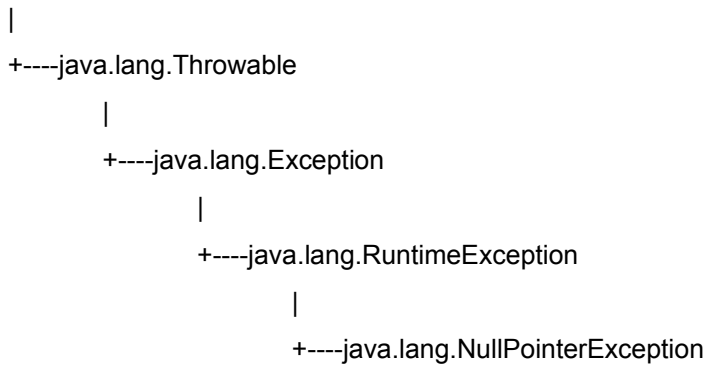 |
+----java.lang.Throwable
|
+----java.lang.Exception
|
+----java.lang.RuntimeException
|
+----java.lang.NullPointerException